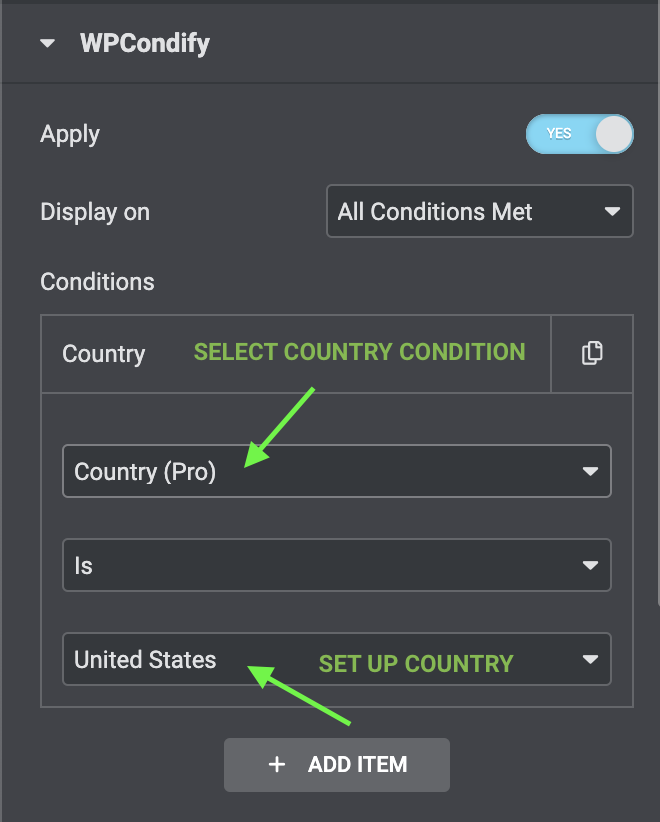 WPCondify
Apply
YES
Display on
All Conditions Met
Conditions
Country
SELECT COUNTRY CONDITION
Country (Pro)
Is
United States
SET UP COUNTRY
+ ADD ITEM